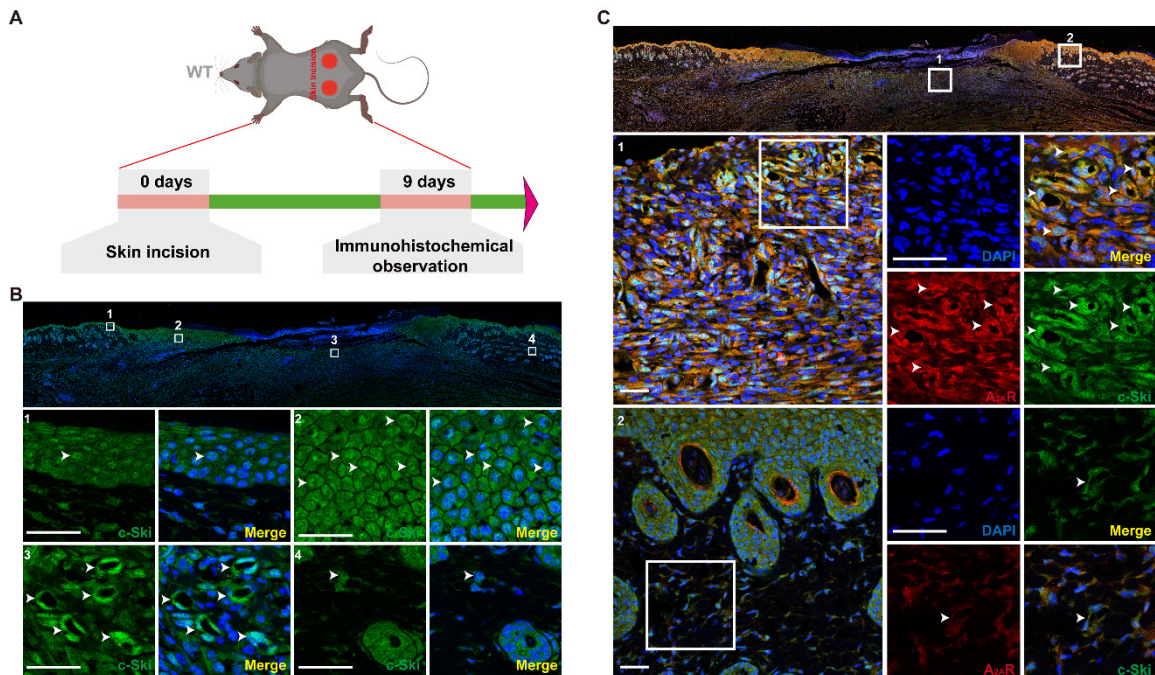 A
WT
Skin Incision
0 days
9 days
Skin incision
Immunohistochemical
observation
B
1
2
3
4
1
c-Ski
Merge
2
c-Ski
Merge
3
c-Ski
Merge
4
c-Ski
Merge
C
1
2
1
DAPI
Merge
A2AR
c-Ski
2
DAPI
Merge
A2AR
c-Ski